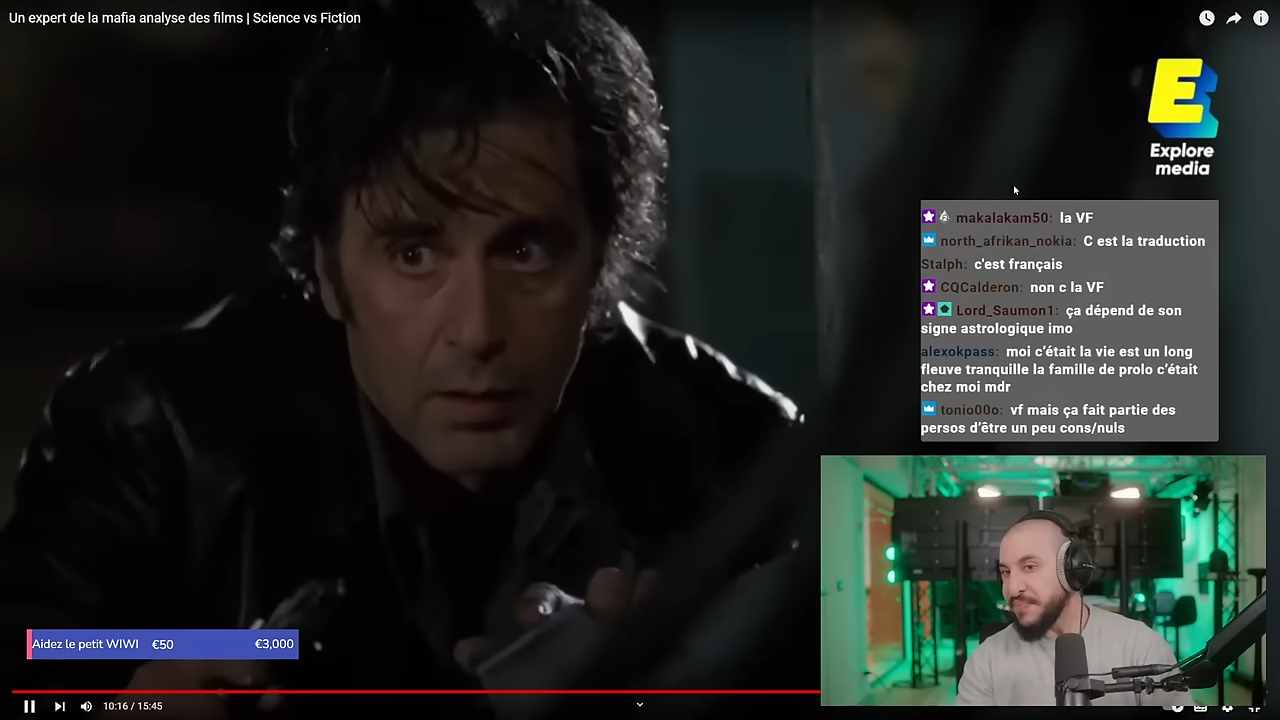 Un expert de la mafia analyse des films | Science vs Fiction
E
Explore
media
makalakam50: la VF
north_afrikan_nokia: C est la traduction
Stalph: c'est français
CQCalderon: non c la VF
Lord_Saumon1: ça dépend de son
signe astrologique imo
alexokpass: moi c'était la vie est un long
fleuve tranquille la famille de prolo c'était
chez moi mdr
tonio00o: vf mais ça fait partie des
persos d'être un peu cons/nuls
Aidez le petit WIWI €50 €3,000
10:16 / 15:45